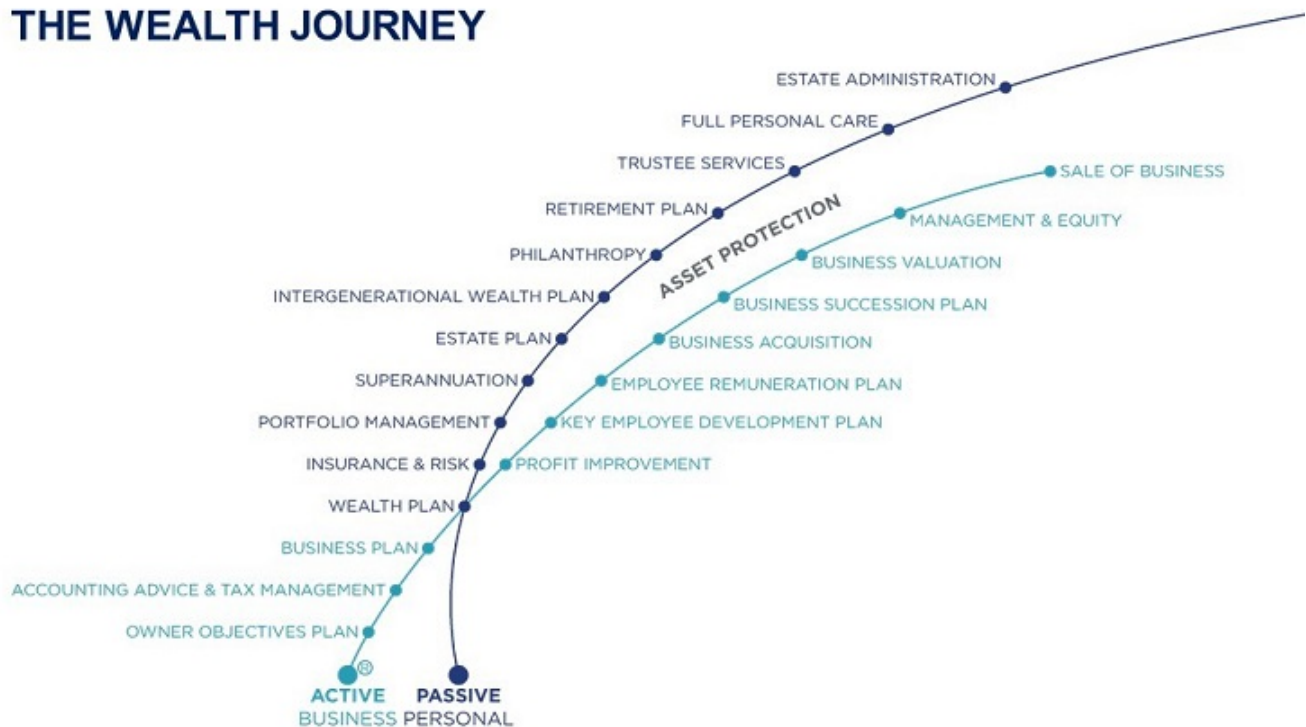 THE WEALTH JOURNEY
ESTATE ADMINISTRATION
FULL PERSONAL CARE
TRUSTEE SERVICES
SALE OF BUSINESS
RETIREMENT PLAN
MANAGEMENT & EQUITY
ASSET PROTECTION
PHILANTHROPY
BUSINESS VALUATION
INTERGENERATIONAL WEALTH PLAN
BUSINESS SUCCESSION PLAN
ESTATE PLAN
BUSINESS ACQUISITION
SUPERANNUATION
EMPLOYEE REMUNERATION PLAN
PORTFOLIO MANAGEMENT
KEY EMPLOYEE DEVELOPMENT PLAN
INSURANCE & RISK
PROFIT IMPROVEMENT
WEALTH PLAN
BUSINESS PLAN
ACCOUNTING ADVICE & TAX MANAGEMENT
OWNER OBJECTIVES PLAN
®
ACTIVE
BUSINESS
PASSIVE
PERSONAL